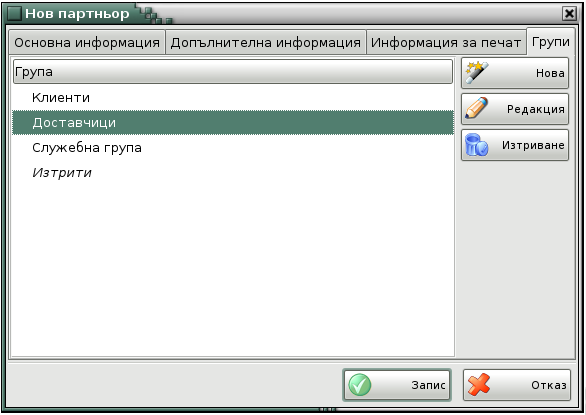 Нов партньор
Основна информация Допълнителна информация Информация за печат Групи
Група
Клиенти
Доставчици
Служебна група
Изтрити
Нова
Редакция
Изтриване
Запис Отказ